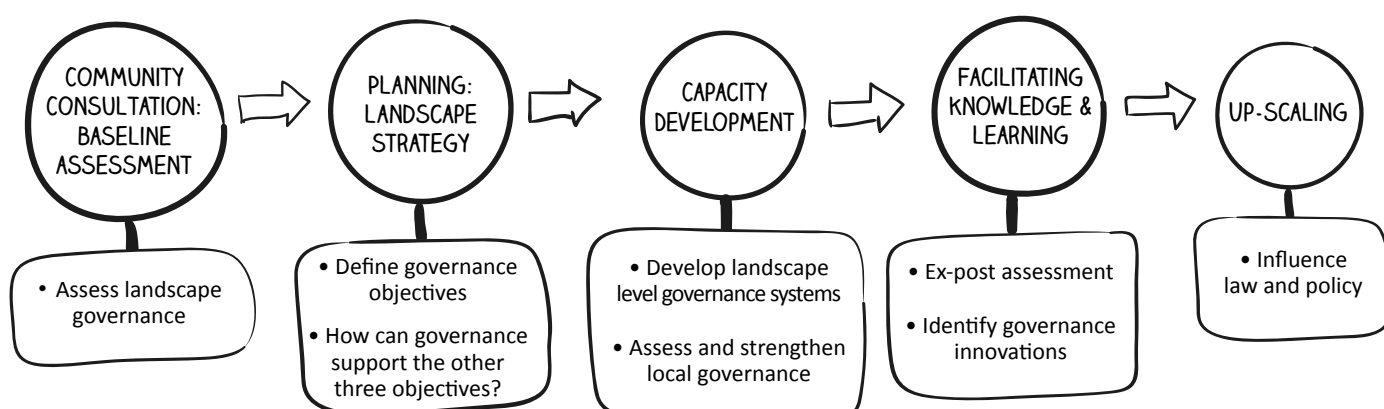 COMMUNITY
CONSULTATION:
BASELINE
ASSESSMENT
PLANNING:
LANDSCAPE
STRATEGY
CAPACITY
DEVELOPMENT
FACILITATING
KNOWLEDGE &
LEARNING
UP-SCALING
• Assess landscape
governance
• Define governance
objectives
• How can governance
support the other
three objectives?
• Develop landscape
level governance systems
• Assess and strengthen
local governance
• Ex-post assessment
• Identify governance
innovations
• Influence
law and policy